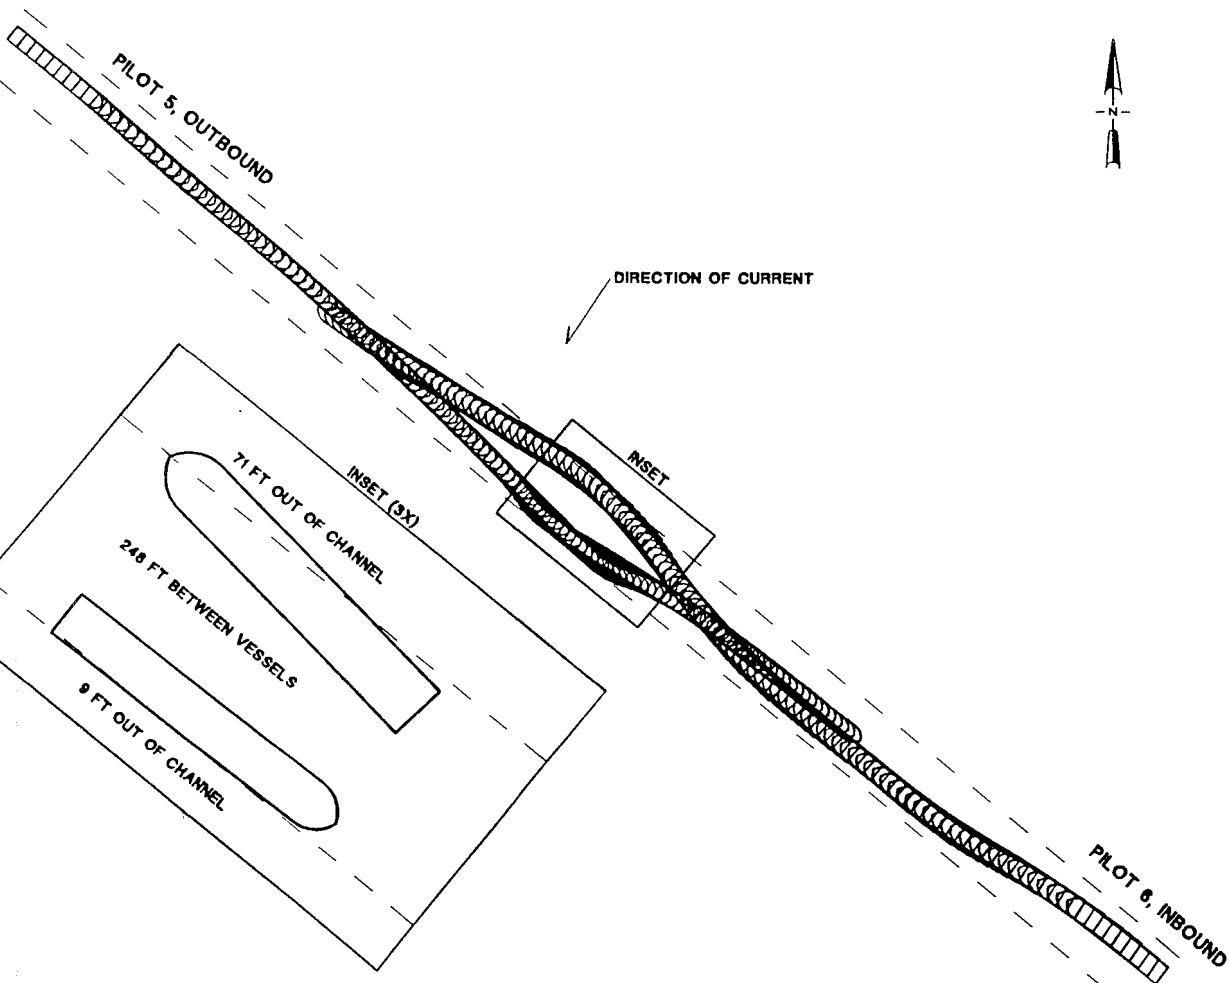 PILOT 5, OUTBOUND
N
DIRECTION OF CURRENT
INSET
INSET (3X)
71 FT OUT OF CHANNEL
248 FT BETWEEN VESSELS
9 FT OUT OF CHANNEL
PILOT 6, INBOUND